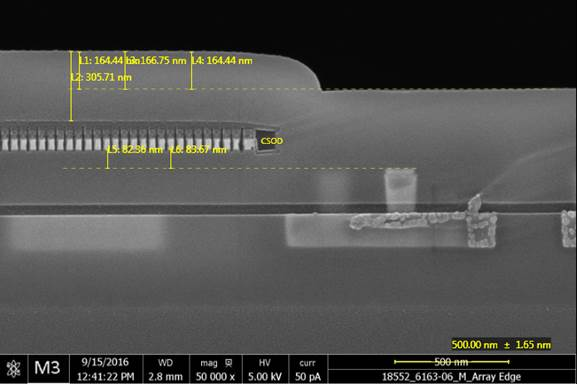 L1: 164.44 nm L3: 166.75 nm L4: 164.44 nm
L2: 305.71 nm
CSOD
L5: 82.36 nm L6: 83.67 nm
500.00 nm ± 1.65 nm
M3 9/15/2016 WD mag HV curr 500 nm
12:41:22 PM 2.8 mm 50 000 x 5.00 kV 50 pA 18552_6163-06_M_Array Edge